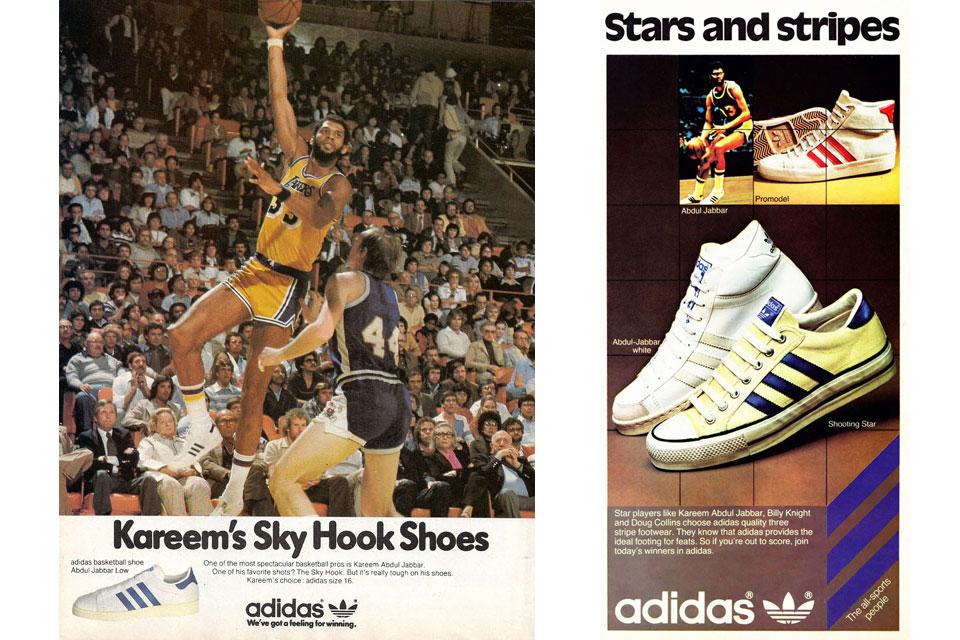 LAKERS
33
44
Kareem's Sky Hook Shoes
adidas basketball shoe
Abdul Jabbar Low
One of the most spectacular basketball pros is Kareem Abdul Jabbar.
One of his favorite shots? The Sky Hook. But it's really tough on his shoes.
Kareem's choice: adidas size 16.
adidas®
We've got a feeling for winning.
Stars and stripes
Abdul Jabbar
Promodel
adidas
adidas
Abdul-Jabbar
white
Shooting Star
Star players like Kareem Abdul Jabbar, Billy Knight
and Doug Collins choose adidas quality three
stripe footwear. They know that adidas provides the
ideal footing for feats. So if you're out to score, join
today's winners in adidas.
adidas®
The all-sports
people